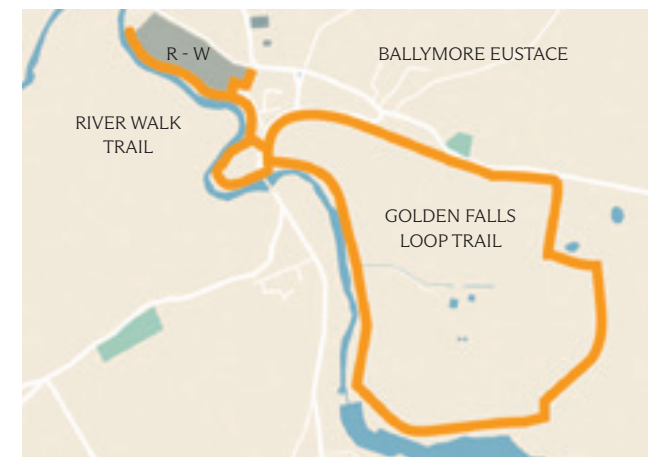 R - W
BALLYMORE EUSTACE
RIVER WALK
TRAIL
GOLDEN FALLS
LOOP TRAIL